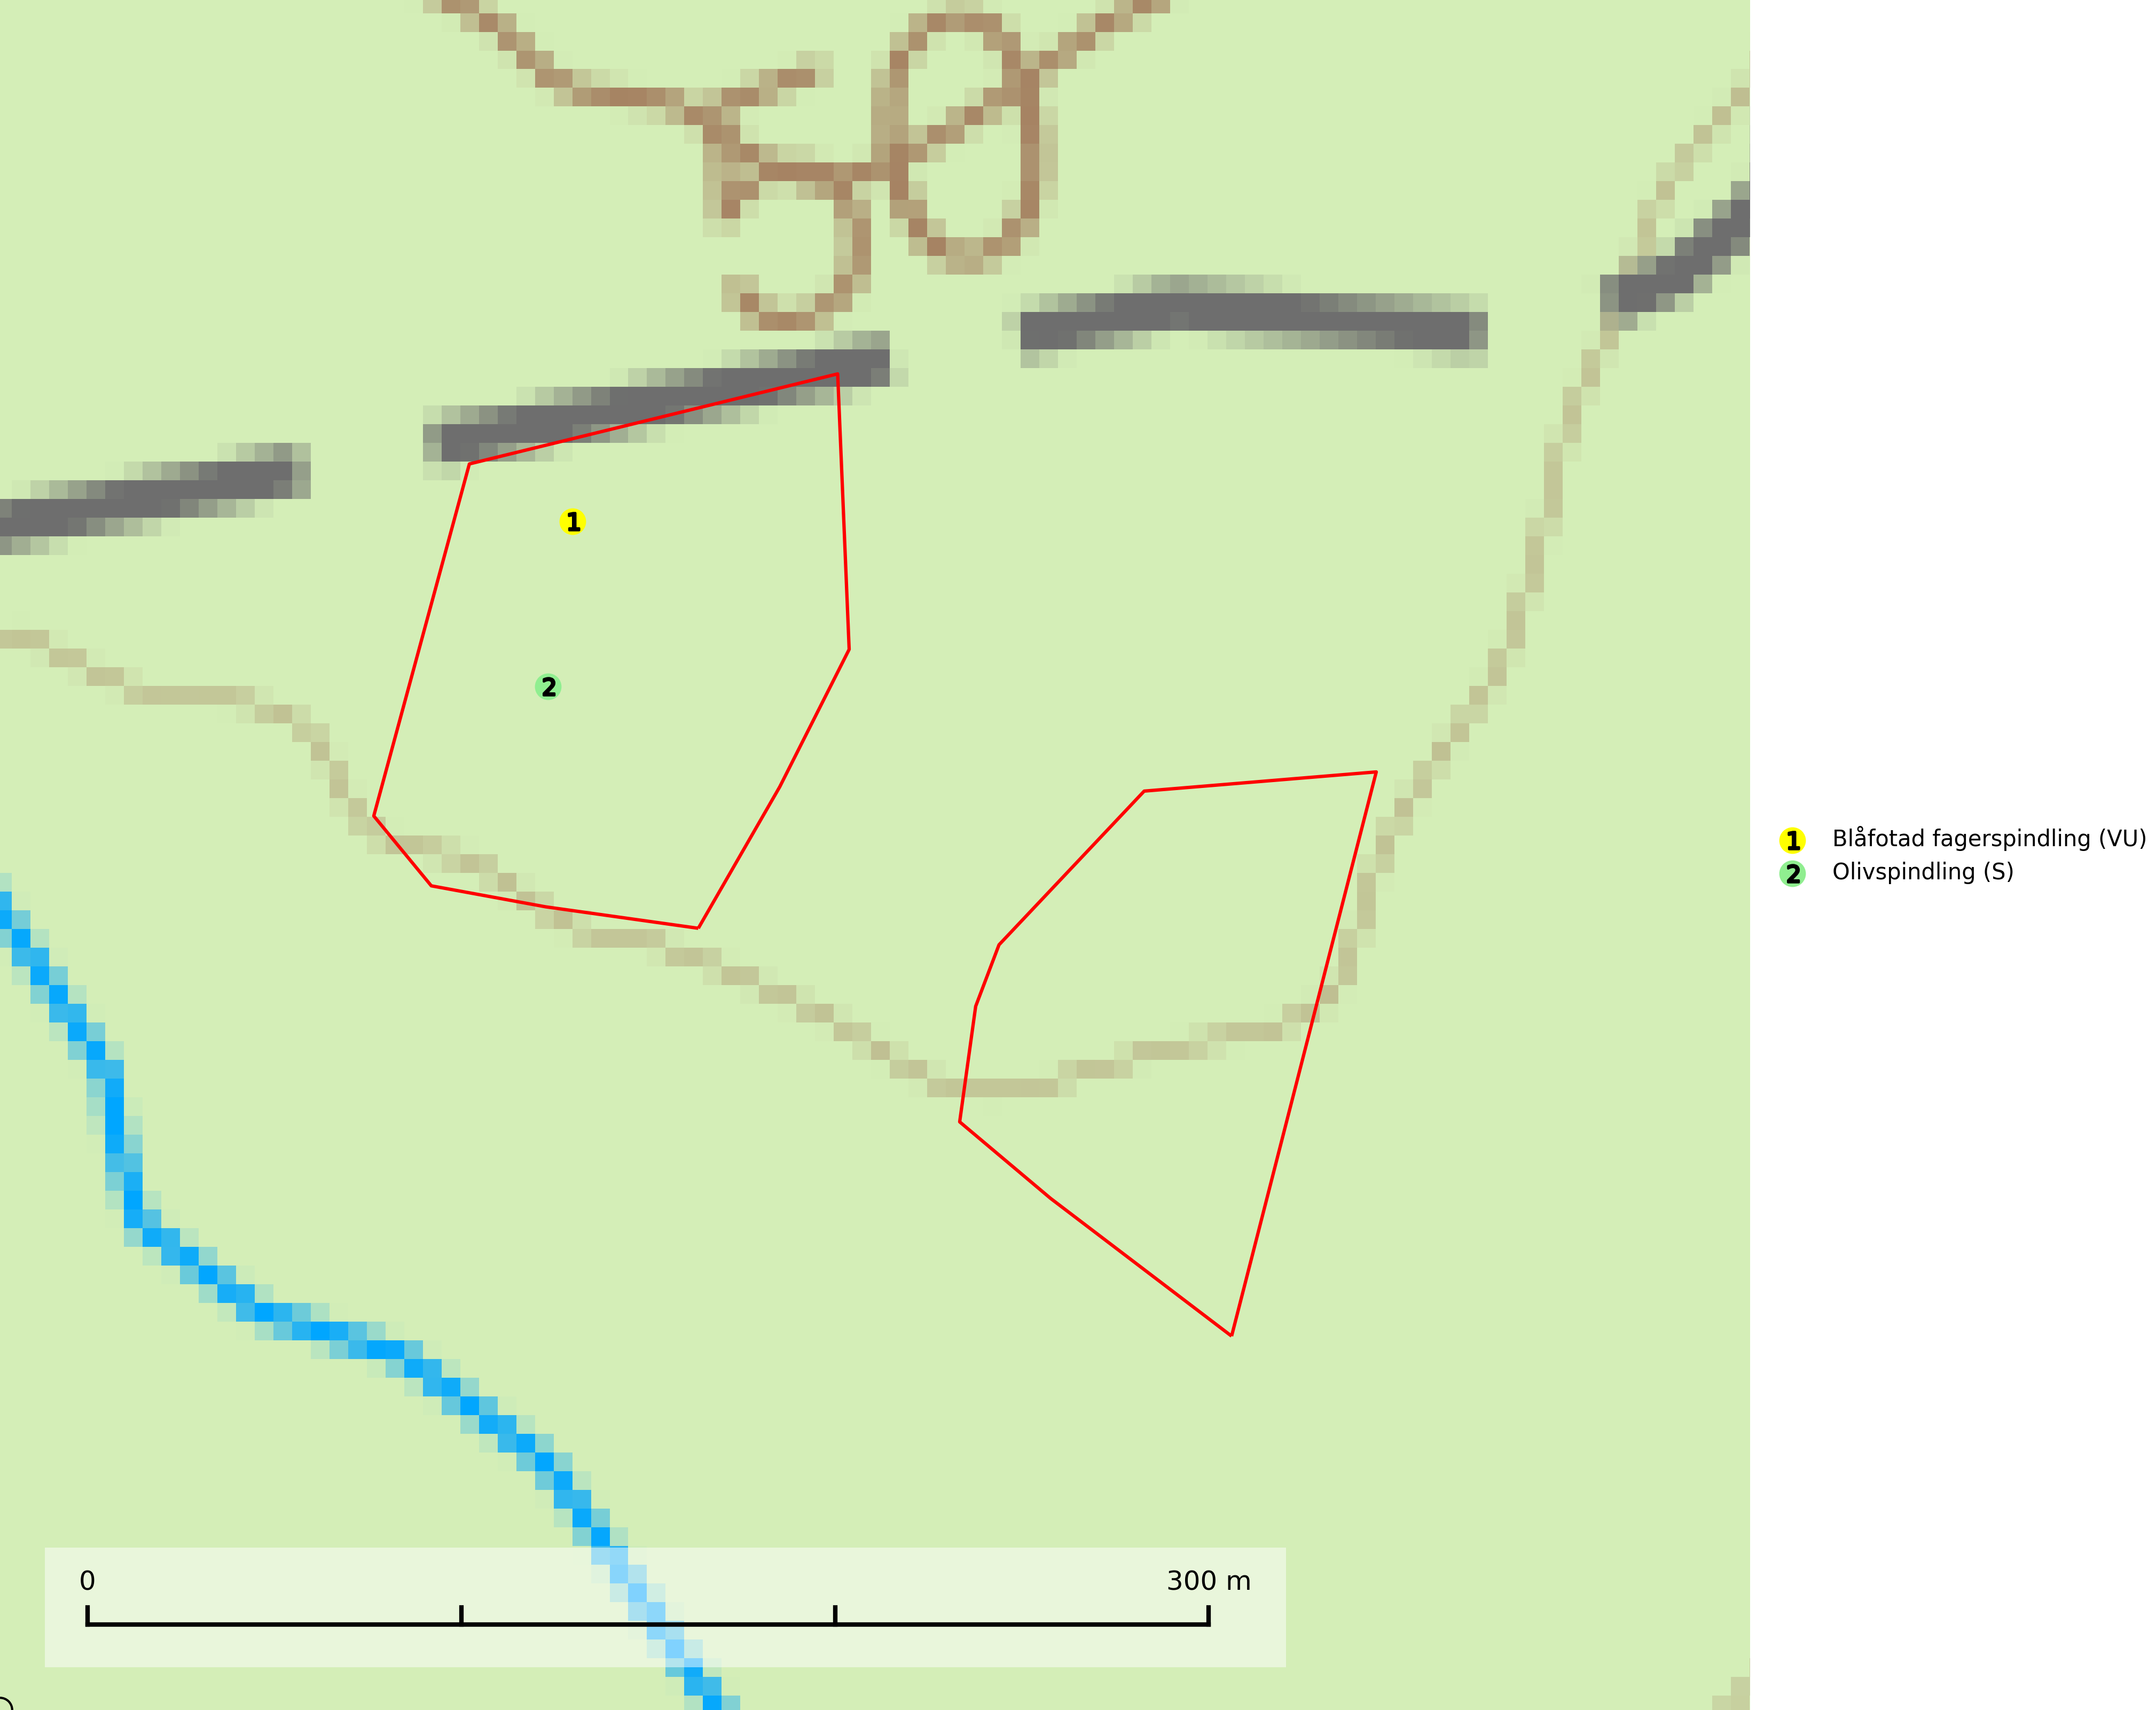 1
2
1 Blåfotad fagerspindling (VU)
2 Olivspindling (S)
0 300 m